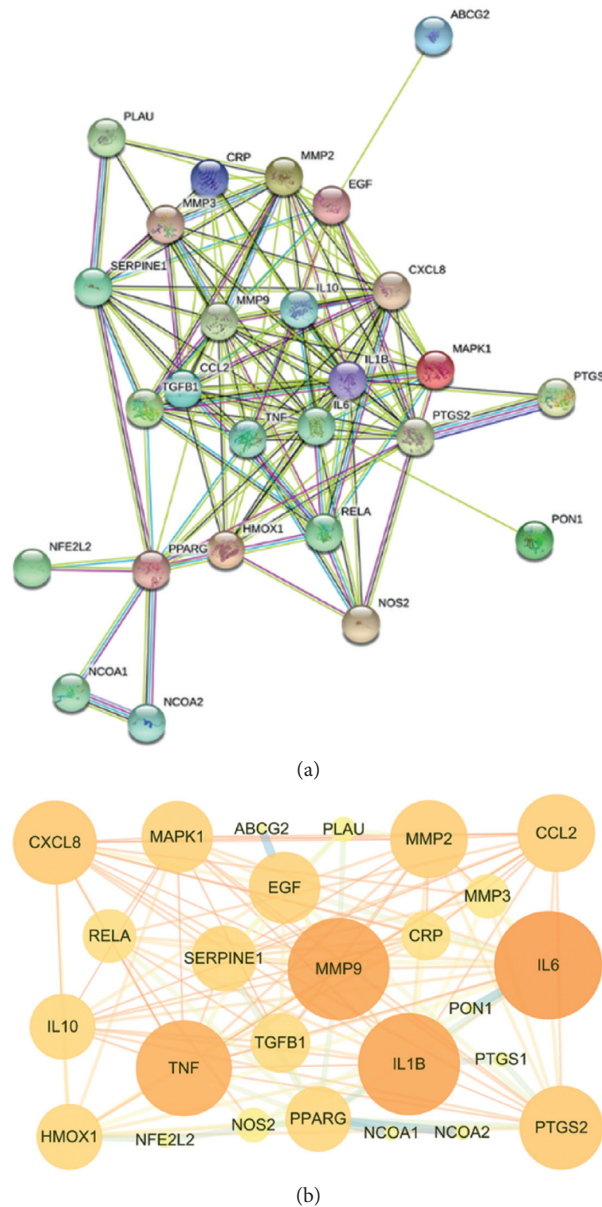 ABCG2
PLAU
CRP
MMP2
EGF
MMP3
SERPINE1
CXCL8
IL10
MMP9
IL1B
MAPK1
CCL2
TGFB1
PTGS
IL6
TNF
PTGS2
RELA
PON1
HMOX1
NFE2L2
PPARG
NOS2
NCOA1
NCOA2
(a)
ABCG2
PLAU
CXCL8
MAPK1
MMP2
CCL2
EGF
MMP3
RELA
CRP
SERPINE1
MMP9
IL6
PON1
IL10
TGFB1
TNF
IL1B
PTGS1
PPARG
HMOX1
NOS2
PTGS2
NFE2L2
NCOA1
NCOA2
(b)